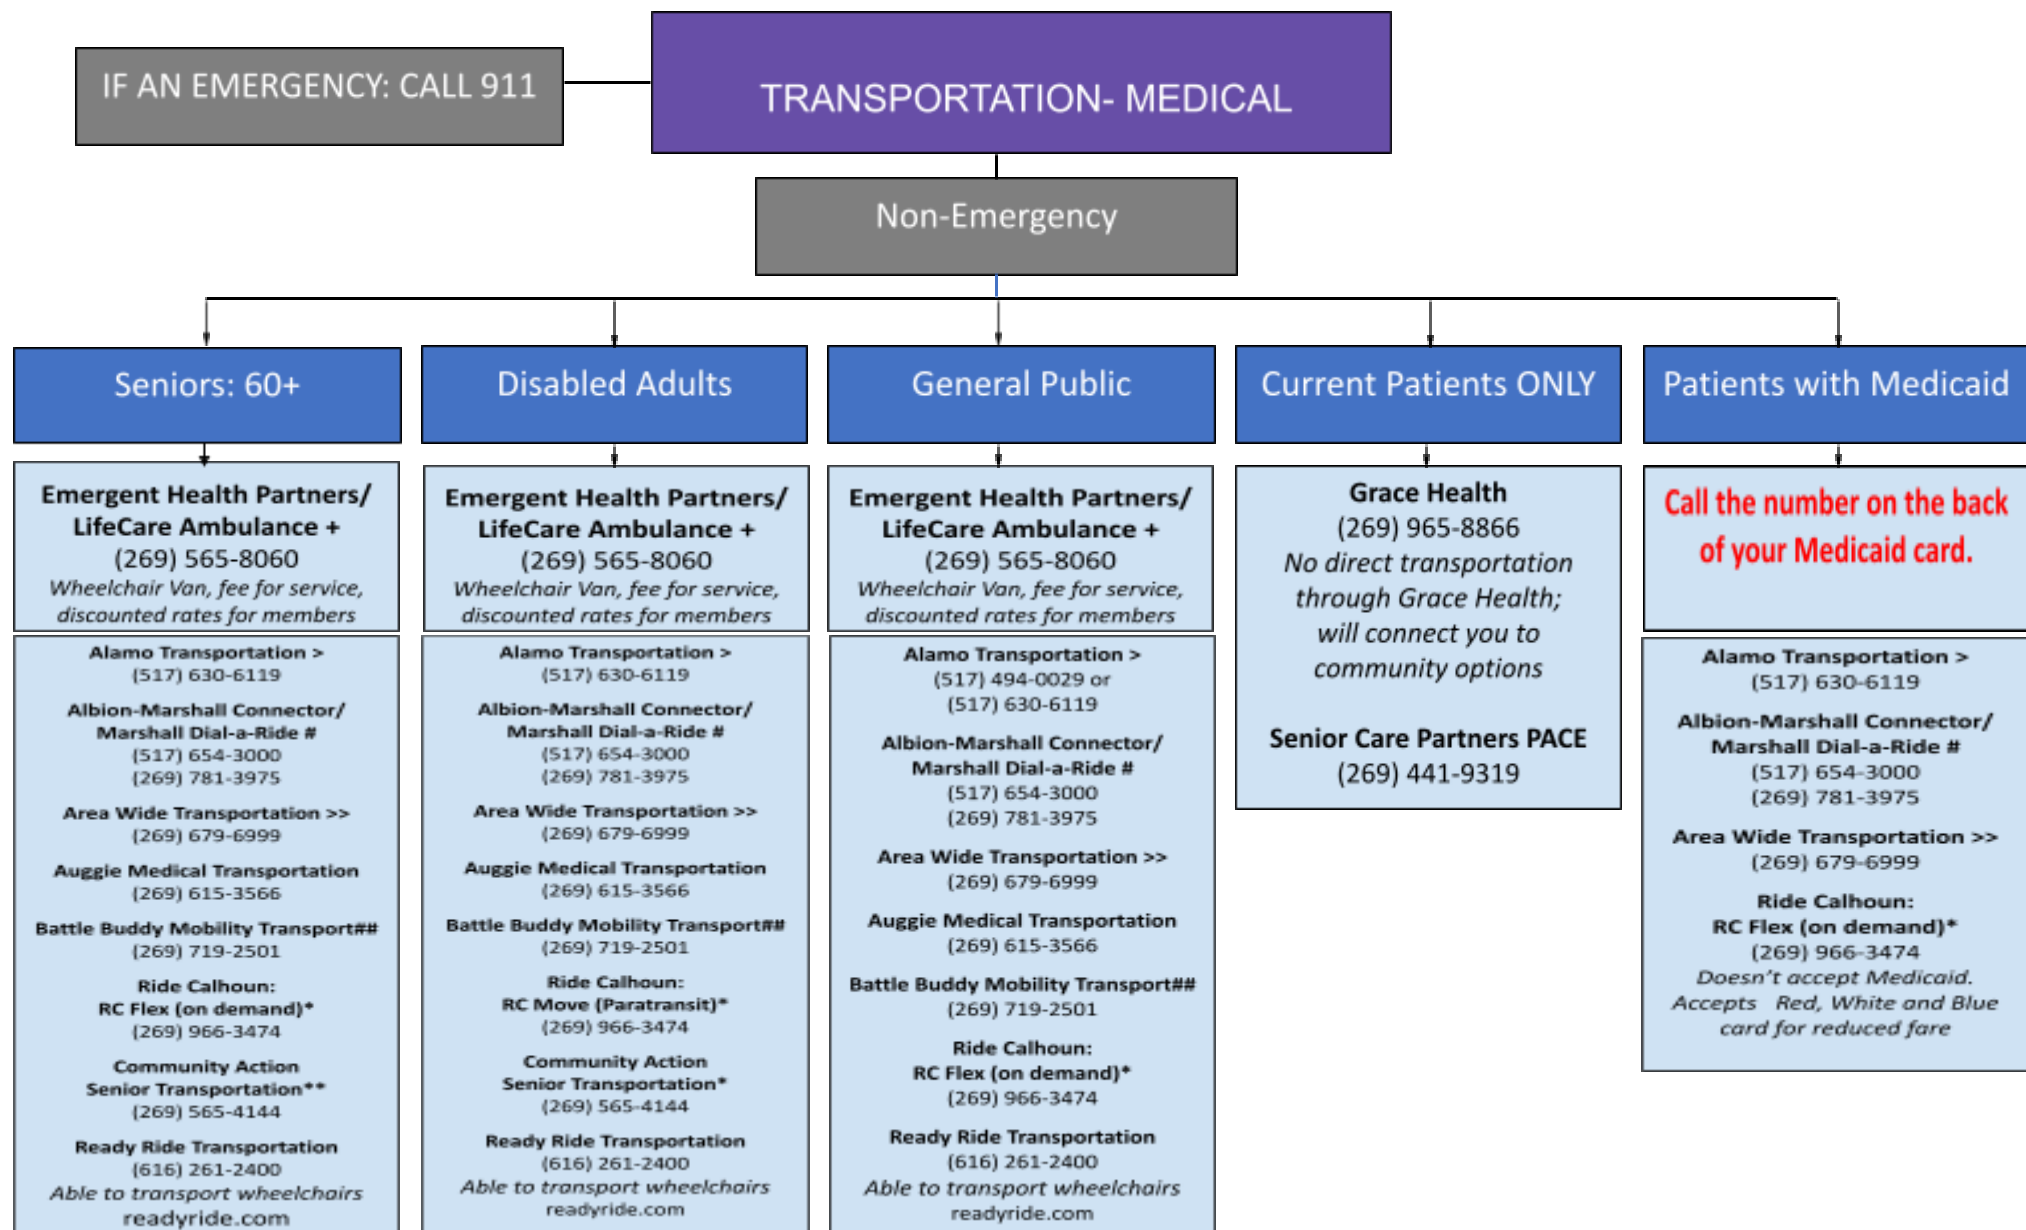 IF AN EMERGENCY: CALL 911
TRANSPORTATION- MEDICAL
Non-Emergency
Seniors: 60+
Emergent Health Partners/
LifeCare Ambulance +
(269) 565-8060
Wheelchair Van, fee for service,
discounted rates for members
Alamo Transportation >
(517) 630-6119
Albion-Marshall Connector/
Marshall Dial-a-Ride #
(517) 654-3000
(269) 781-3975
Area Wide Transportation >>
(269) 679-6999
Auggie Medical Transportation
(269) 615-3566
Battle Buddy Mobility Transport##
(269) 719-2501
Ride Calhoun:
RC Flex (on demand)*
(269) 966-3474
Community Action
Senior Transportation**
(269) 565-4144
Ready Ride Transportation
(616) 261-2400
Able to transport wheelchairs
readyride.com
Disabled Adults
Emergent Health Partners/
LifeCare Ambulance +
(269) 565-8060
Wheelchair Van, fee for service,
discounted rates for members
Alamo Transportation >
(517) 630-6119
Albion-Marshall Connector/
Marshall Dial-a-Ride #
(517) 654-3000
(269) 781-3975
Area Wide Transportation >>
(269) 679-6999
Auggie Medical Transportation
(269) 615-3566
Battle Buddy Mobility Transport##
(269) 719-2501
Ride Calhoun:
RC Move (Paratransit)*
(269) 966-3474
Community Action
Senior Transportation*
(269) 565-4144
Ready Ride Transportation
(616) 261-2400
Able to transport wheelchairs
readyride.com
General Public
Emergent Health Partners/
LifeCare Ambulance +
(269) 565-8060
Wheelchair Van, fee for service,
discounted rates for members
Alamo Transportation >
(517) 494-0029 or
(517) 630-6119
Albion-Marshall Connector/
Marshall Dial-a-Ride #
(517) 654-3000
(269) 781-3975
Area Wide Transportation >>
(269) 679-6999
Auggie Medical Transportation
(269) 615-3566
Battle Buddy Mobility Transport##
(269) 719-2501
Ride Calhoun:
RC Flex (on demand)*
(269) 966-3474
Ready Ride Transportation
(616) 261-2400
Able to transport wheelchairs
readyride.com
Current Patients ONLY
Grace Health
(269) 965-8866
No direct transportation
through Grace Health;
will connect you to
community options
Senior Care Partners PACE
(269) 441-9319
Patients with Medicaid
Call the number on the back
of your Medicaid card.
Alamo Transportation >
(517) 630-6119
Albion-Marshall Connector/
Marshall Dial-a-Ride #
(517) 654-3000
(269) 781-3975
Area Wide Transportation >>
(269) 679-6999
Ride Calhoun:
RC Flex (on demand)*
(269) 966-3474
Doesn't accept Medicaid.
Accepts Red, White and Blue
card for reduced fare